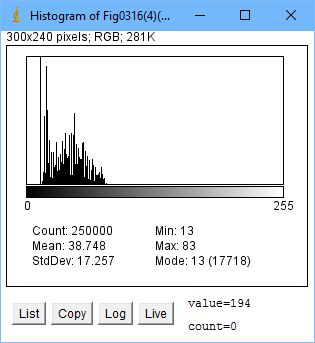 Histogram of Fig0316(4)(...
300x240 pixels; RGB; 281K
0 255
Count: 250000 Min: 13
Mean: 38.748 Max: 83
StdDev: 17.257 Mode: 13 (17718)
List Copy Log Live value=194
count=0